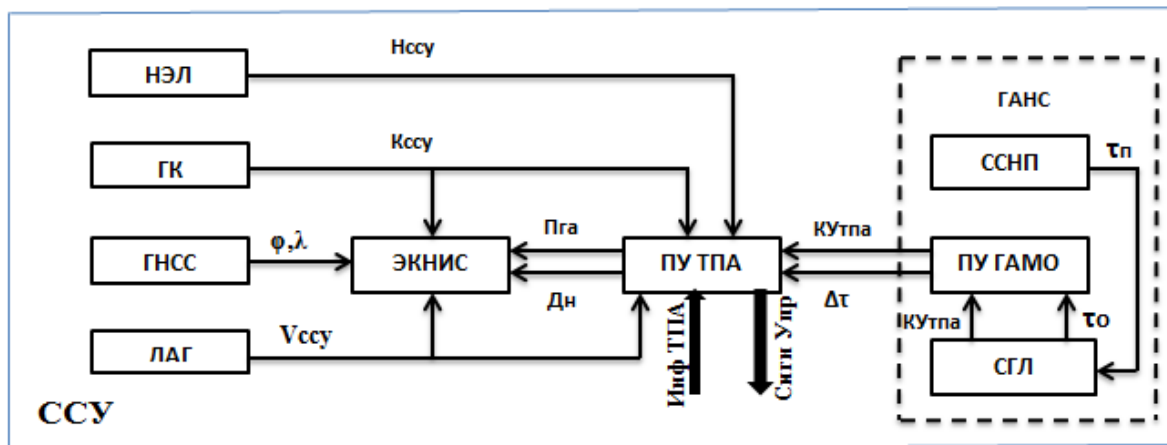 Нссу
НЭЛ
ГАНС
Кссу
ГК
ССНП
τп
Пга
КУтпа
φ,λ
ГНСС
ЭКНИС
ПУ ТПА
ПУ ГАМО
Дн
Δτ
Vссу
КУтпа
τо
ЛАГ
Инф ТПА
Снгн Упр
СГЛ
ССУ